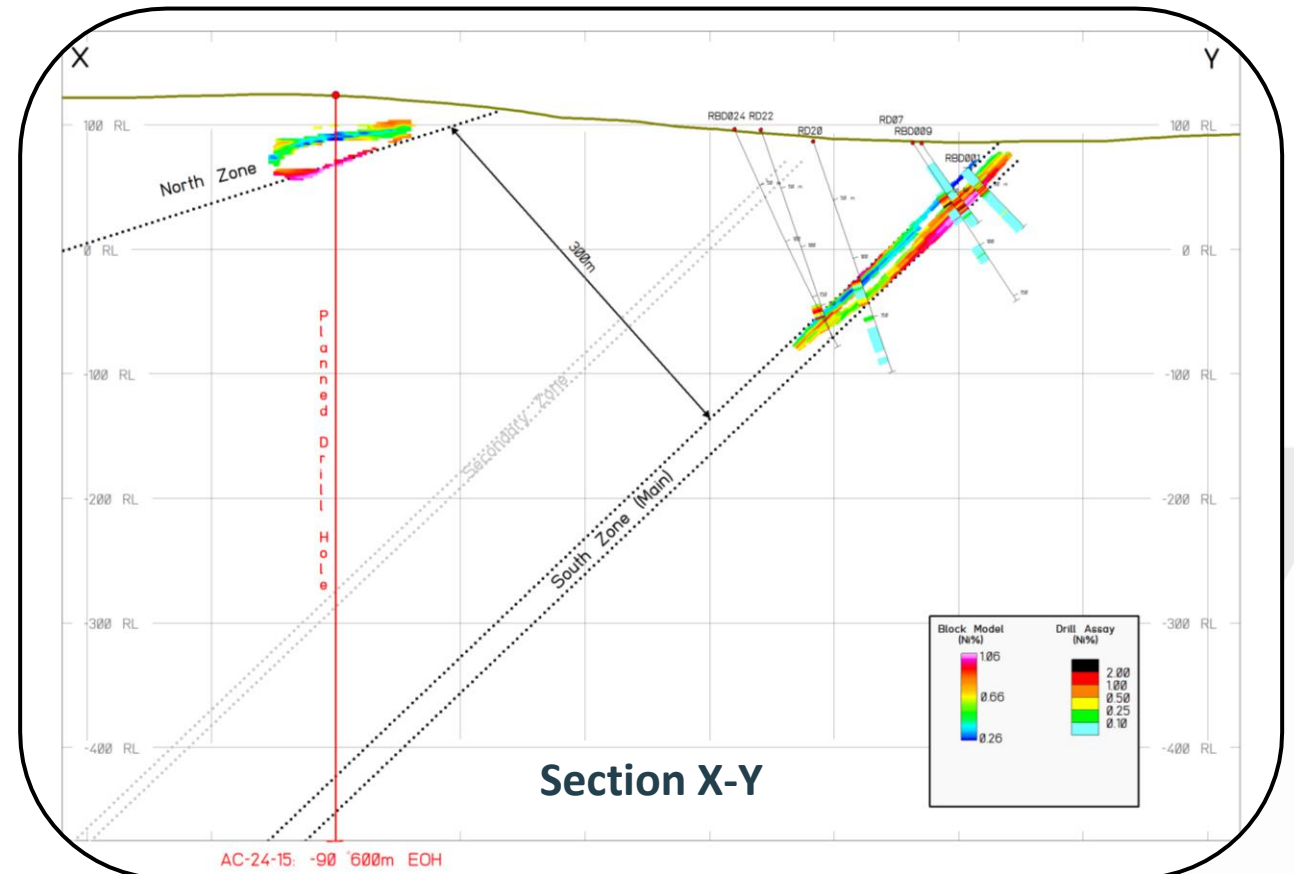 X
Y
RBD024 RD22
RD20
RD07
RBD009
RBD001
100 RL
100 RL
North Zone
0 RL
0 RL
300m
Planned Drill Hole
-100 RL
-100 RL
Secondary Zone
-200 RL
-200 RL
South Zone (Main)
-300 RL
-300 RL
Block Model
(Ni%)
1.06
0.66
0.26
Drill Assay
(Ni%)
2.00
1.00
0.50
0.25
0.10
-400 RL
-400 RL
Section X-Y
AC-24-15: -90 °600m EOH